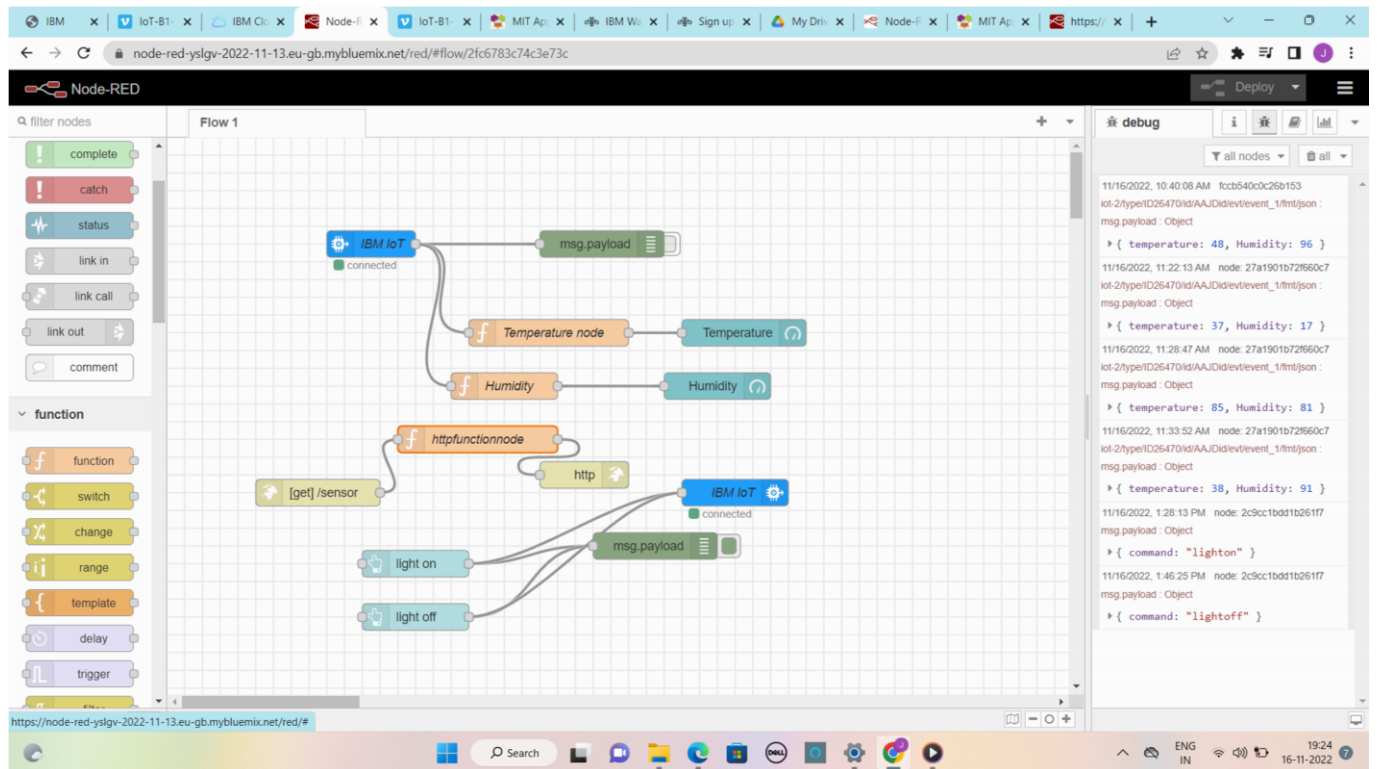 IBM
IoT-B1-
IBM Clo
Node-R
IoT-B1-
MIT Ap
IBM Wa
Sign up
My Driv
Node-R
MIT Ap
https://
node-red-yslgv-2022-11-13.eu-gb.mybluemix.net/red/#flow/2fc6783c74c3e73c
J
Node-RED
Deploy
filter nodes
Flow 1
debug
i
all nodes
all
complete
catch
status
link in
link call
link out
comment
function
function
switch
change
range
template
delay
trigger
filter
IBM IoT
connected
msg.payload
Temperature node
Temperature
Humidity
Humidity
httpfunctionnode
http
[get] /sensor
IBM IoT
connected
msg.payload
light on
light off
11/16/2022, 10:40:08 AM fccb540c0c26b153
iot-2/type/ID26470/id/AAJDid/evt/event_1/fmt/json :
msg.payload : Object
{ temperature: 48, Humidity: 96 }
11/16/2022, 11:22:13 AM node: 27a1901b72f660c7
iot-2/type/ID26470/id/AAJDid/evt/event_1/fmt/json :
msg.payload : Object
{ temperature: 37, Humidity: 17 }
11/16/2022, 11:28:47 AM node: 27a1901b72f660c7
iot-2/type/ID26470/id/AAJDid/evt/event_1/fmt/json :
msg.payload : Object
{ temperature: 85, Humidity: 81 }
11/16/2022, 11:33:52 AM node: 27a1901b72f660c7
iot-2/type/ID26470/id/AAJDid/evt/event_1/fmt/json :
msg.payload : Object
{ temperature: 38, Humidity: 91 }
11/16/2022, 1:28:13 PM node: 2c9cc1bdd1b261f7
msg.payload : Object
{ command: "lighton" }
11/16/2022, 1:46:25 PM node: 2c9cc1bdd1b261f7
msg.payload : Object
{ command: "lightoff" }
https://node-red-yslgv-2022-11-13.eu-gb.mybluemix.net/red/#
Search
DELL
J
ENG
IN
19:24
16-11-2022
7